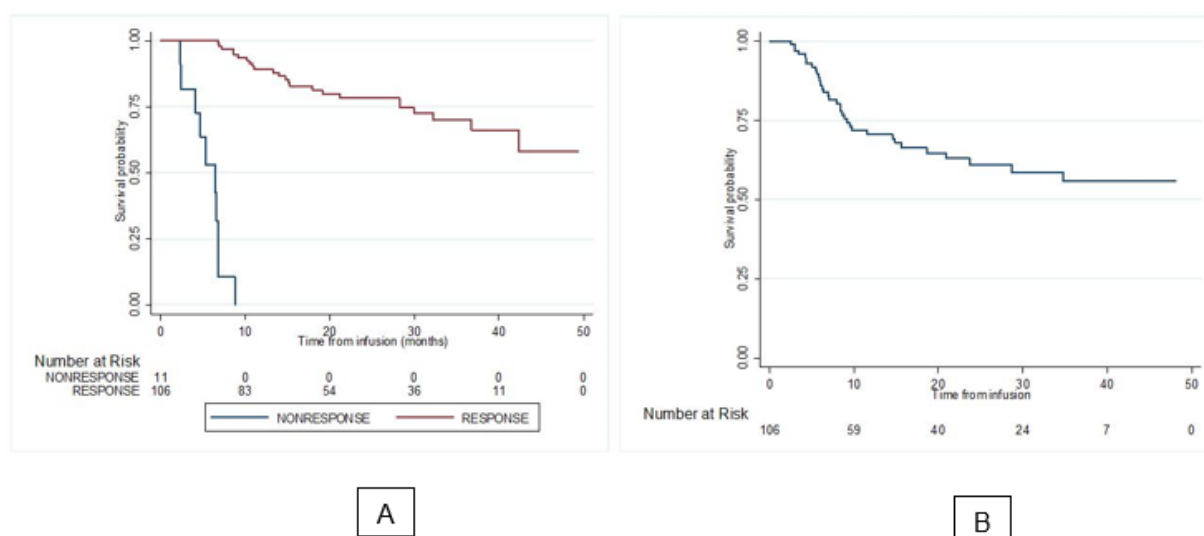 Survival probability
1.00
0.75
0.50
0.25
0.00
0 10 20 30 40 50
Time from infusion (months)
Number at Risk
NONRESPONSE 11 0 0 0 0 0
RESPONSE 106 83 54 36 11 0
NONRESPONSE RESPONSE
A
Survival probability
1.00
0.75
0.50
0.25
0.00
0 10 20 30 40 50
Time from infusion
Number at Risk
106 59 40 24 7 0
B